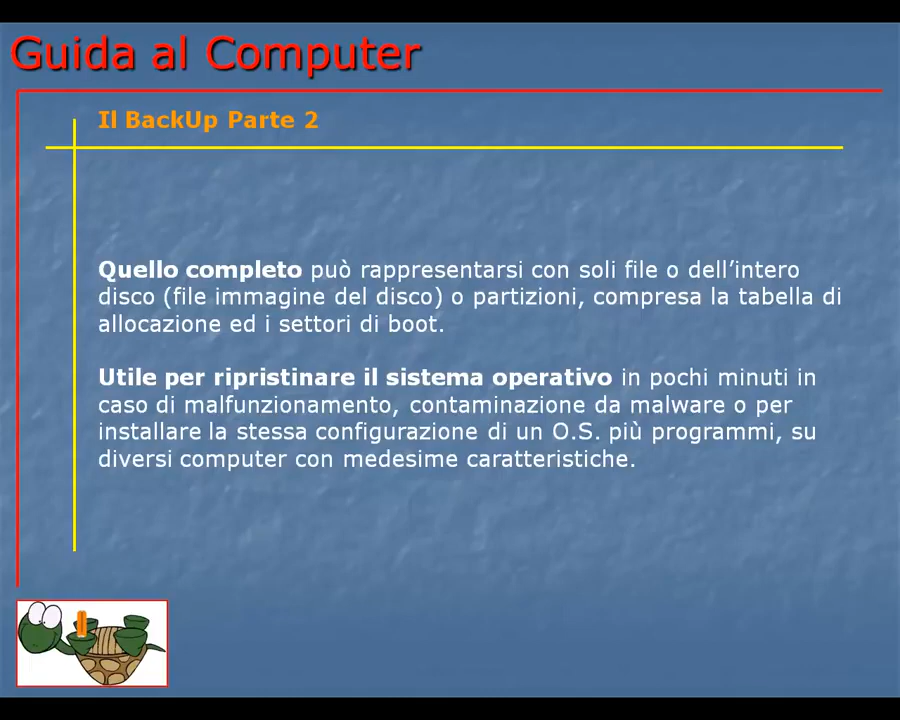 Guida al Computer
Il BackUp Parte 2
Quello completo può rappresentarsi con soli file o dell’intero
disco (file immagine del disco) o partizioni, compresa la tabella di
allocazione ed i settori di boot.
Utile per ripristinare il sistema operativo in pochi minuti in
caso di malfunzionamento, contaminazione da malware o per
installare la stessa configurazione di un O.S. più programmi, su
diversi computer con medesime caratteristiche.